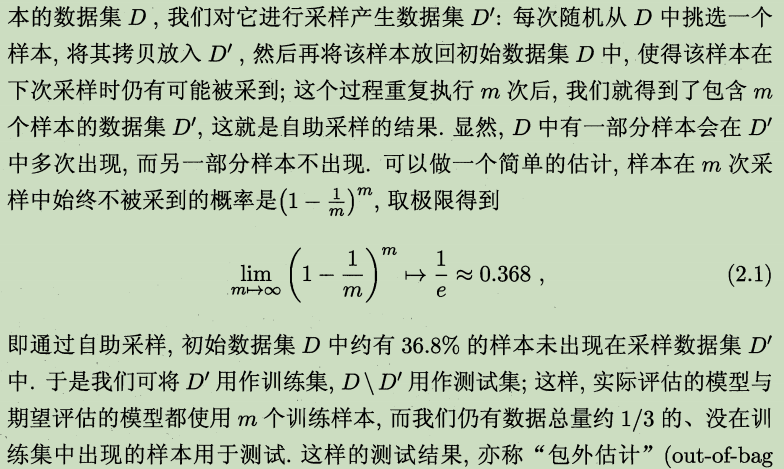 本的数据集 D , 我们对它进行采样产生数据集 D′: 每次随机从 D 中挑选一个
样本, 将其拷贝放入 D′ , 然后再将该样本放回初始数据集 D 中, 使得该样本在
下次采样时仍有可能被采到; 这个过程重复执行 m 次后, 我们就得到了包含 m
个样本的数据集 D′, 这就是自助采样的结果. 显然, D 中有一部分样本会在 D′
中多次出现, 而另一部分样本不出现. 可以做一个简单的估计, 样本在 m 次采
样中始终不被采到的概率是(1 − 1/m)^m, 取极限得到
lim_{m↦∞} (1 − 1/m)^m ↦ 1/e ≈ 0.368 , (2.1)
即通过自助采样, 初始数据集 D 中约有 36.8% 的样本未出现在采样数据集 D′
中. 于是我们可将 D′ 用作训练集, D\D′ 用作测试集; 这样, 实际评估的模型与
期望评估的模型都使用 m 个训练样本, 而我们仍有数据总量约 1/3 的、没在训
练集中出现的样本用于测试. 这样的测试结果, 亦称 “包外估计” (out-of-bag